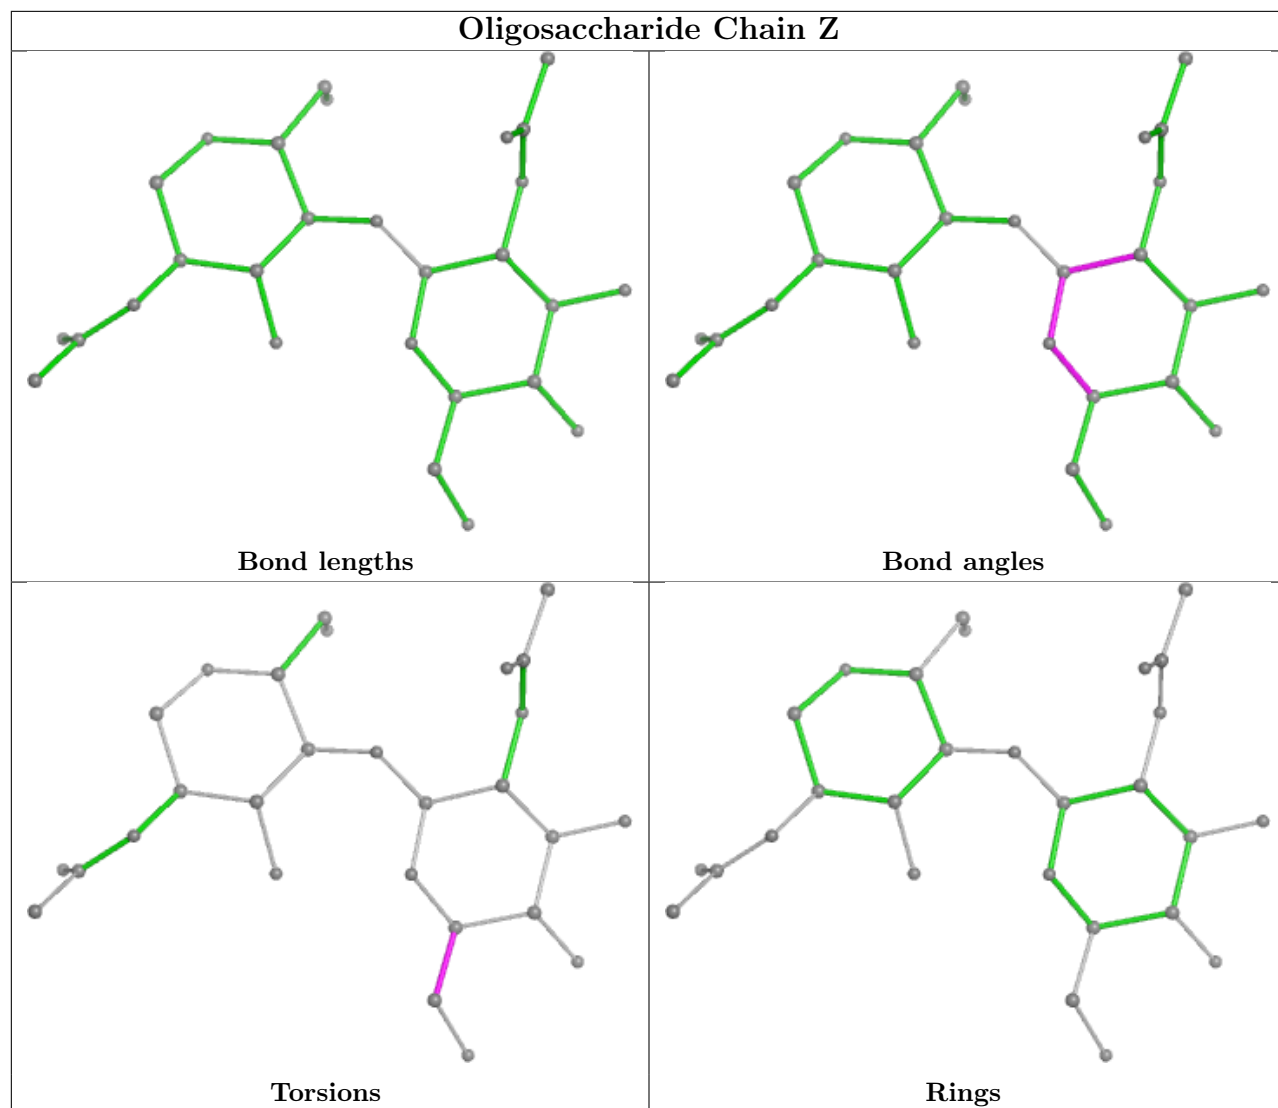 Oligosaccharide Chain Z
Bond lengths
Bond angles
Torsions
Rings